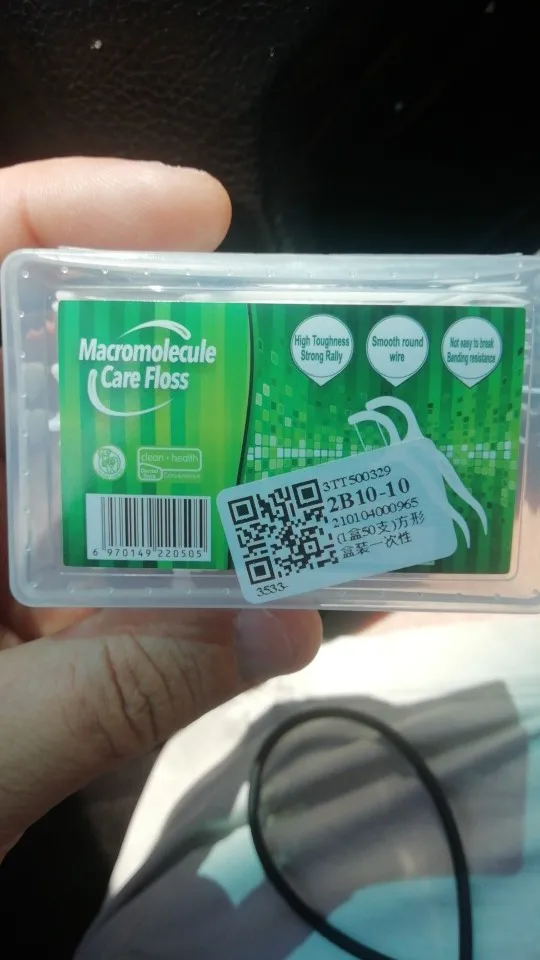 Macromolecule
Care Floss
High Toughness
Strong Rally
Smooth round
wire
Not easy to break
Bending resistance
clean + health
Dental
Convenience
6 970149 220505
3TT500329
2B10-10
210104000965
(1盒50支)方形
盒装一次性
3533-